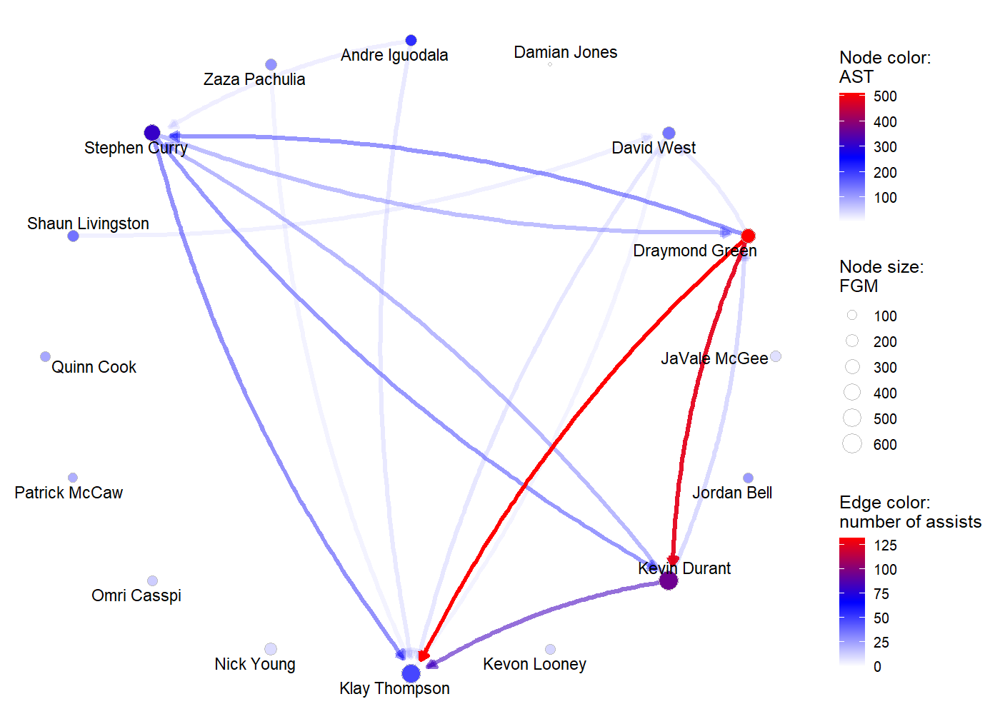 Andre Iguodala
Damian Jones
Zaza Pachulia
Stephen Curry
David West
Shaun Livingston
Draymond Green
Quinn Cook
JaVale McGee
Patrick McCaw
Jordan Bell
Kevin Durant
Omri Casspi
Nick Young
Kevon Looney
Klay Thompson
Node color:
AST
500
400
300
200
100
Node size:
FGM
100
200
300
400
500
600
Edge color:
number of assists
125
100
75
50
25
0